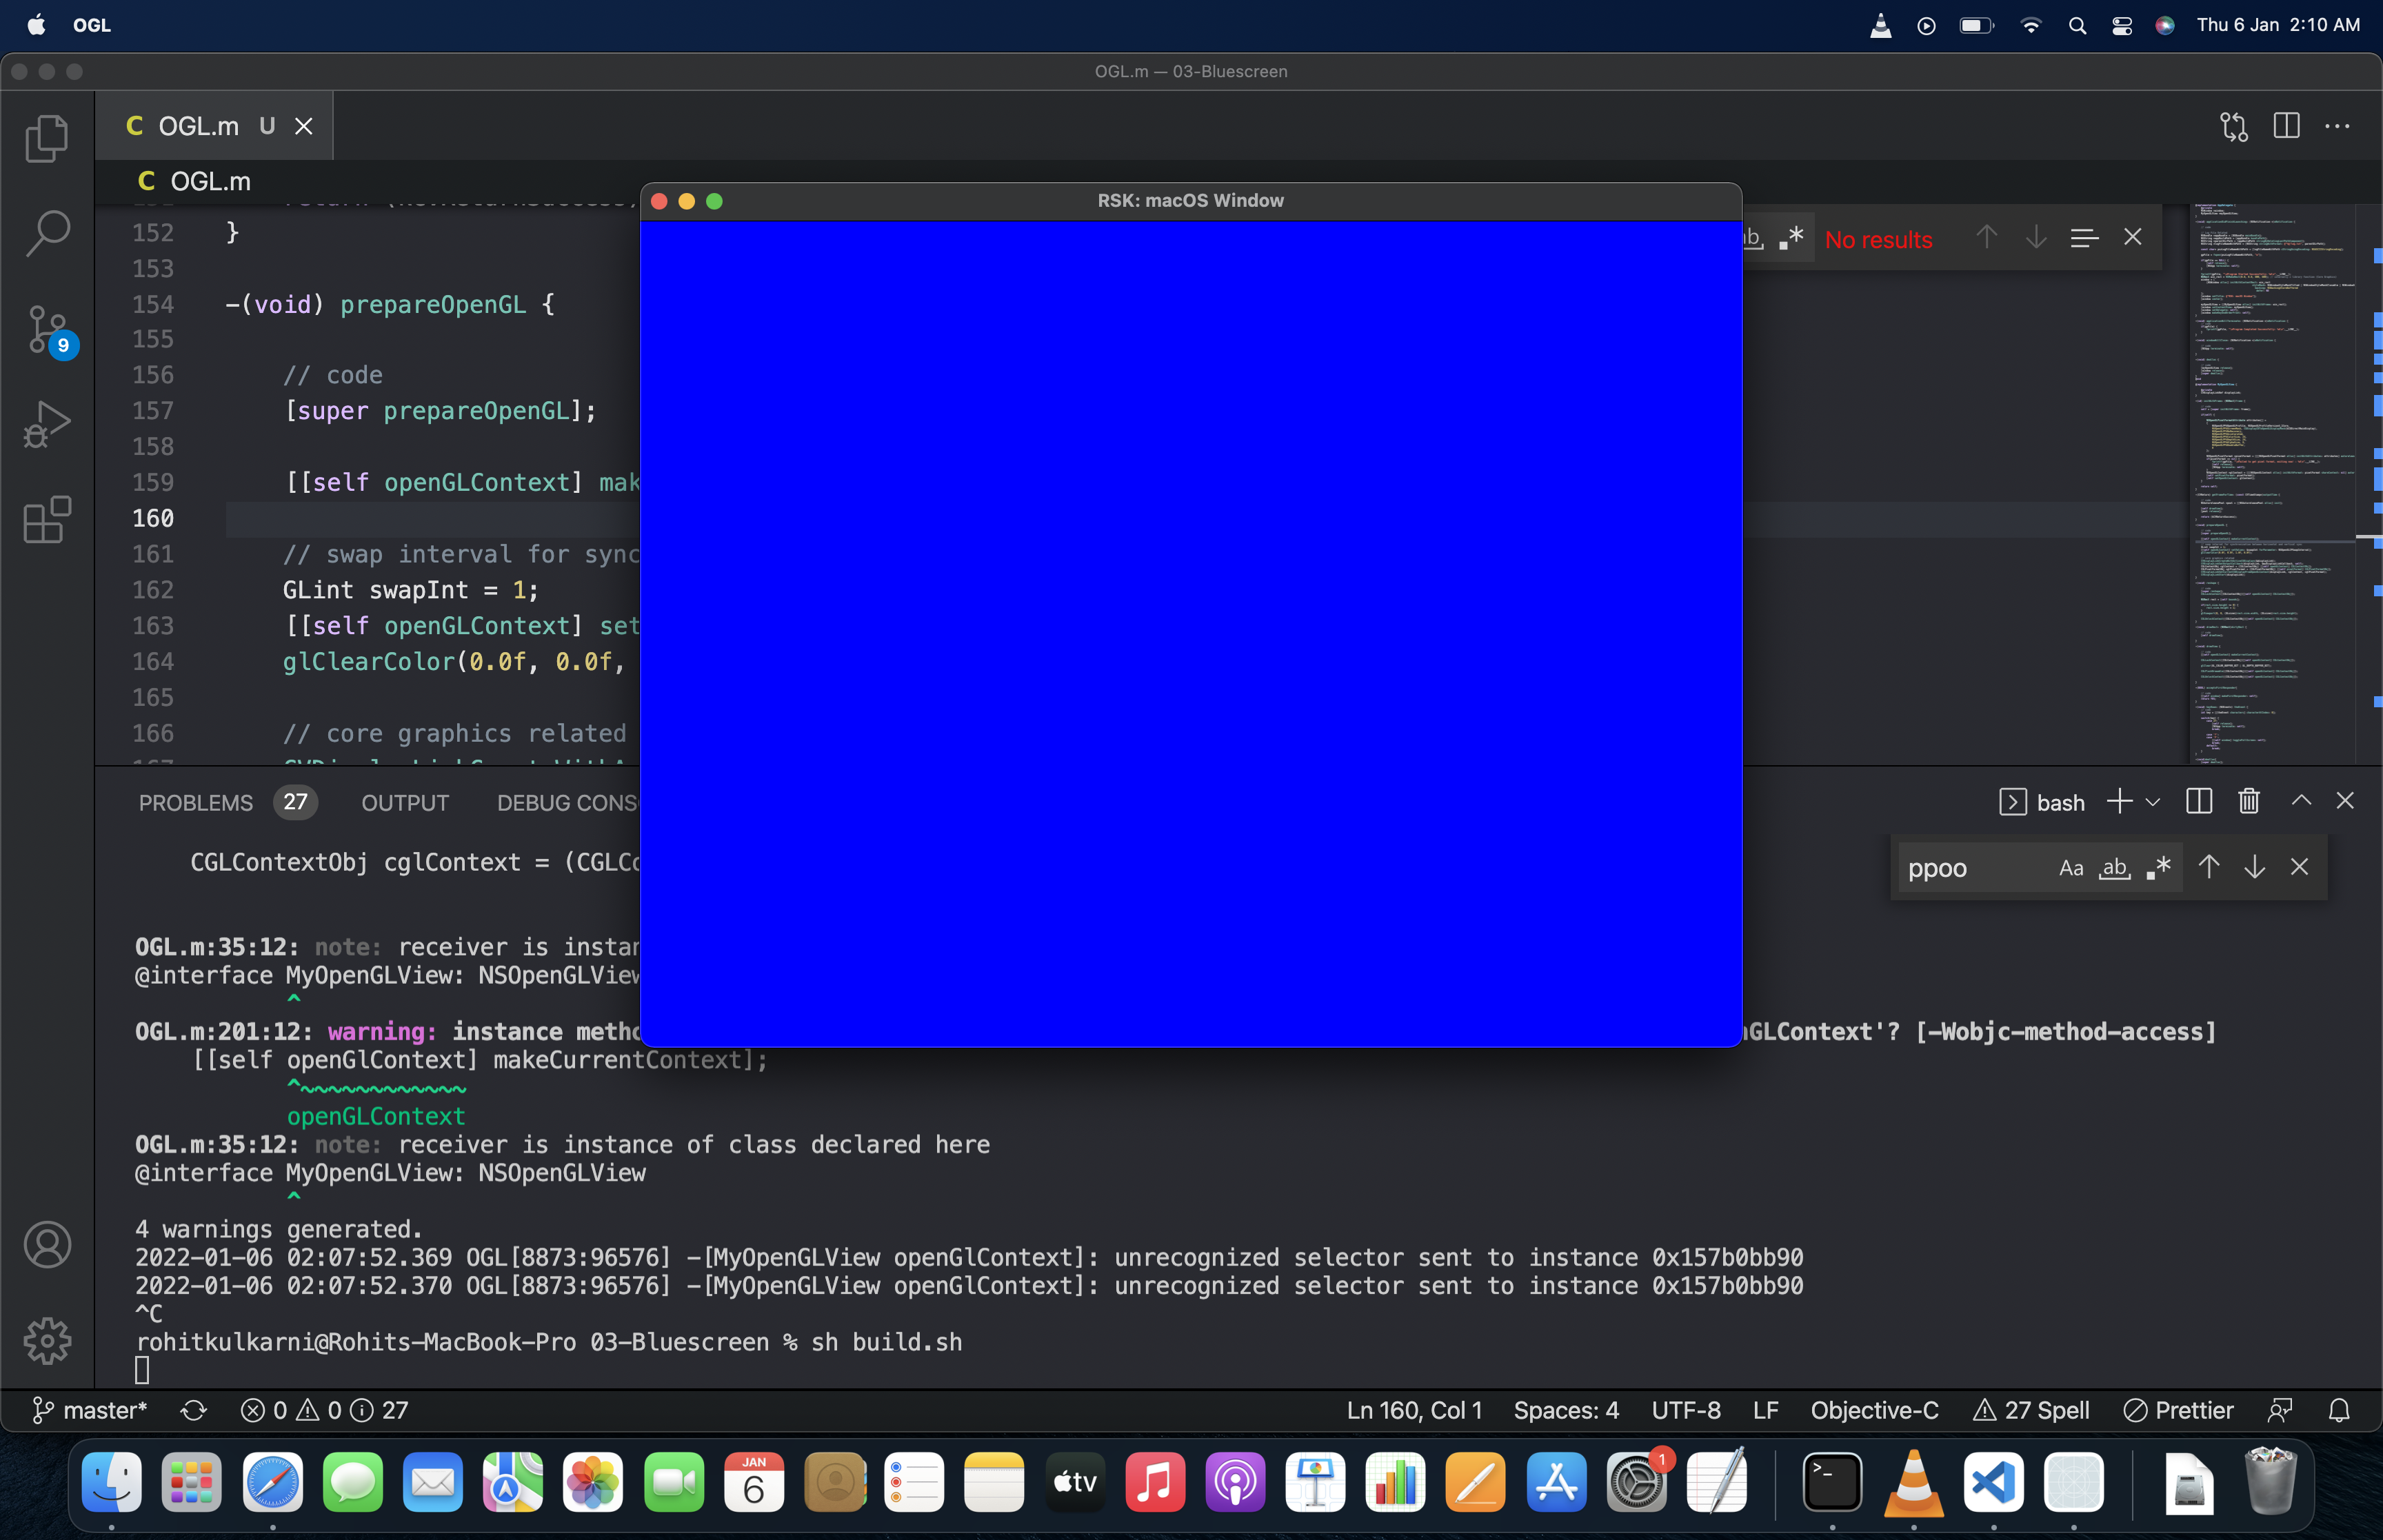 OGL
Thu 6 Jan 2:10 AM
OGL.m — 03-Bluescreen
C OGL.m U
C OGL.m
RSK: macOS Window
152 }
ab
No results
153
154 -(void) prepareOpenGL {
155
156 // code
157 [super prepareOpenGL];
158
159 [[self openGLContext] mak
160
161 // swap interval for sync
162 GLint swapInt = 1;
163 [[self openGLContext] set
164 glClearColor(0.0f, 0.0f,
165
166 // core graphics related
9
PROBLEMS 27 OUTPUT DEBUG CONS
bash
CGLContextObj cglContext = (CGLCo
ppoo Aa ab
OGL.m:35:12: note: receiver is instan
@interface MyOpenGLView: NSOpenGLView
^
OGL.m:201:12: warning: instance metho
nGLContext'? [-Wobjc-method-access]
[[self openGlContext] makeCurrentContext];
^~~~~~~~~~~~~
openGLContext
OGL.m:35:12: note: receiver is instance of class declared here
@interface MyOpenGLView: NSOpenGLView
^
4 warnings generated.
2022-01-06 02:07:52.369 OGL[8873:96576] -[MyOpenGLView openGlContext]: unrecognized selector sent to instance 0x157b0bb90
2022-01-06 02:07:52.370 OGL[8873:96576] -[MyOpenGLView openGlContext]: unrecognized selector sent to instance 0x157b0bb90
^C
rohitkulkarni@Rohits-MacBook-Pro 03-Bluescreen % sh build.sh
master* 0 0 27
Ln 160, Col 1 Spaces: 4 UTF-8 LF Objective-C 27 Spell Prettier
JAN
6
tv
1